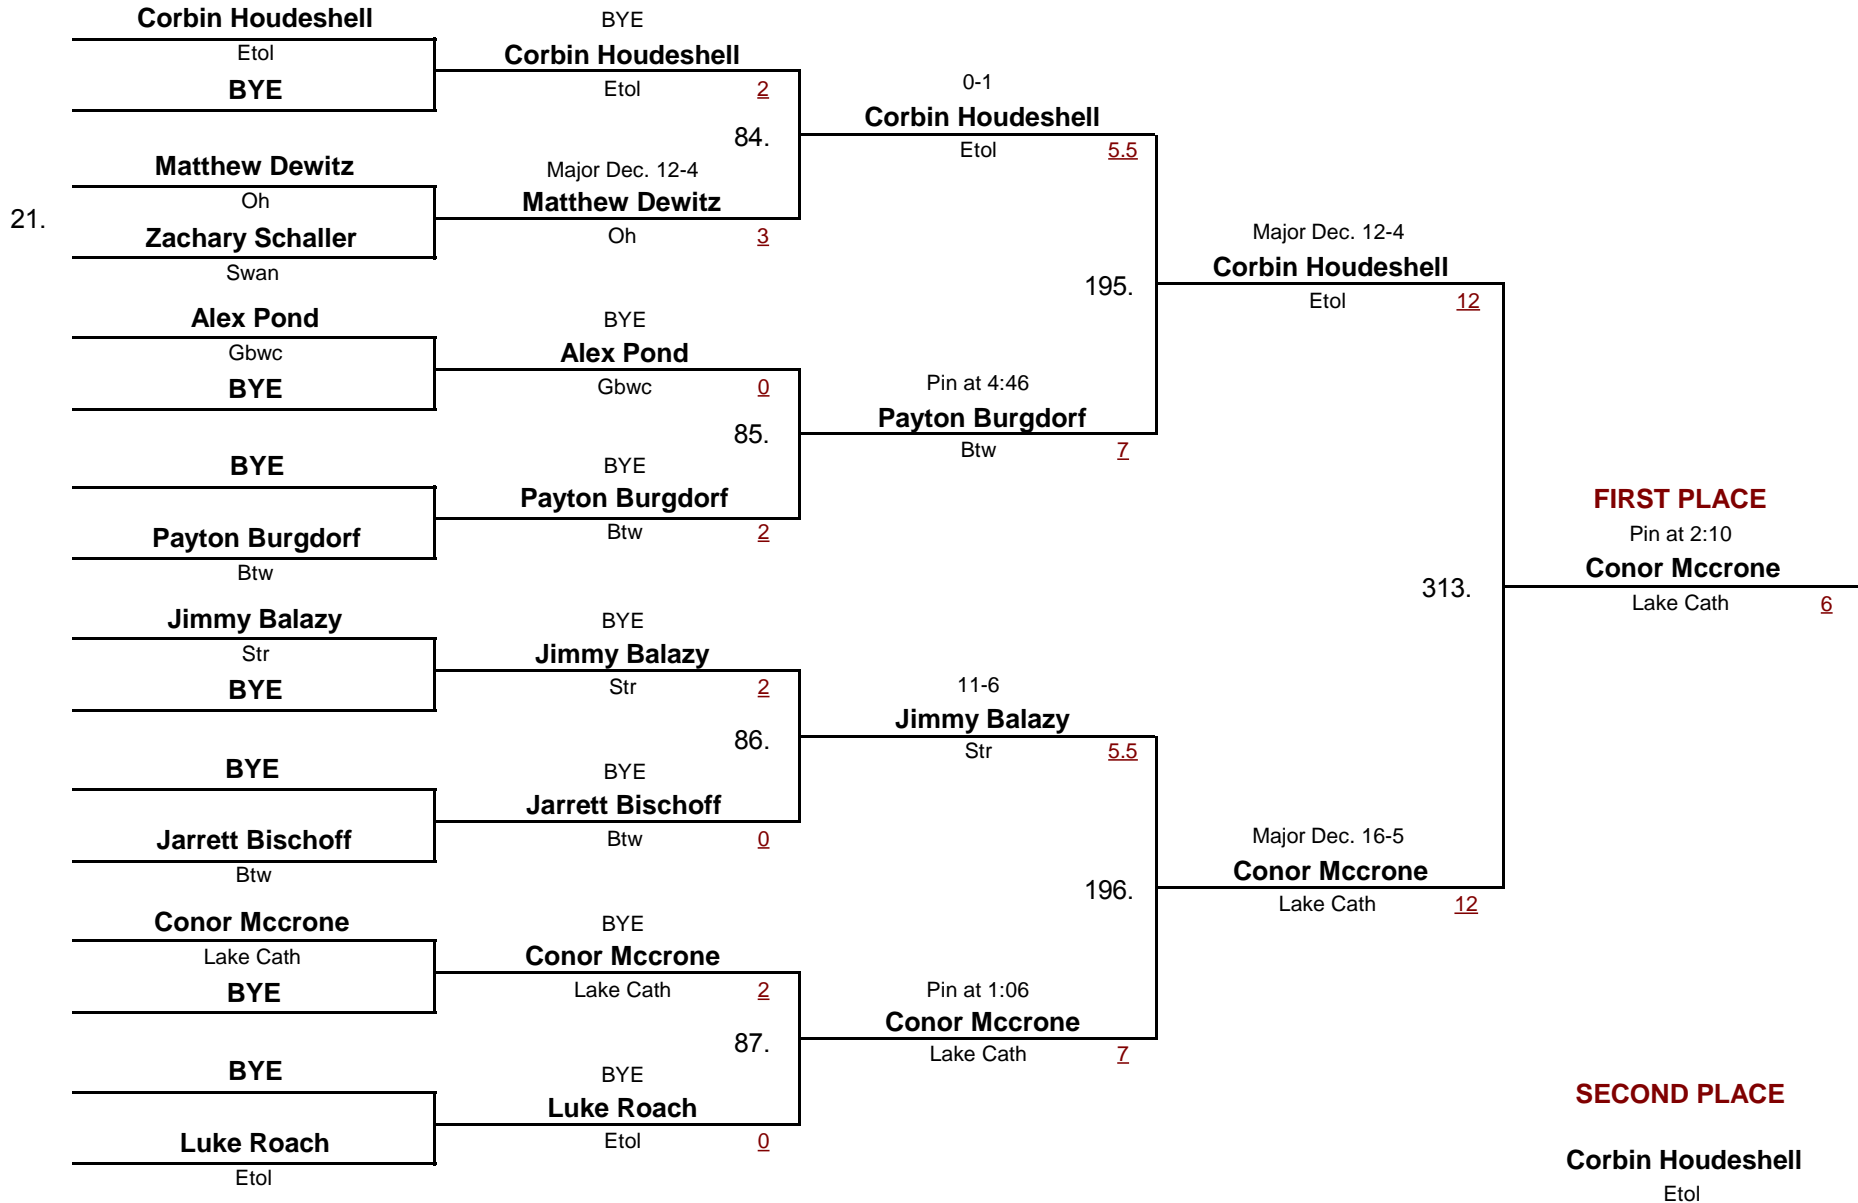 Corbin Houdeshell
Etol
BYE
21.
Matthew Dewitz
Oh
Zachary Schaller
Swan
Alex Pond
Gbwc
BYE
BYE
Payton Burgdorf
Btw
Jimmy Balazy
Str
BYE
BYE
Jarrett Bischoff
Btw
Conor Mccrone
Lake Cath
BYE
BYE
Luke Roach
Etol
BYE
Corbin Houdeshell
Etol 2
84.
Major Dec. 12-4
Matthew Dewitz
Oh 3
BYE
Alex Pond
Gbwc 0
85.
BYE
Payton Burgdorf
Btw 2
BYE
Jimmy Balazy
Str 2
86.
BYE
Jarrett Bischoff
Btw 0
BYE
Conor Mccrone
Lake Cath 2
87.
BYE
Luke Roach
Etol 0
0-1
Corbin Houdeshell
Etol 5.5
195.
Pin at 4:46
Payton Burgdorf
Btw 7
11-6
Jimmy Balazy
Str 5.5
196.
Pin at 1:06
Conor Mccrone
Lake Cath 7
Major Dec. 12-4
Corbin Houdeshell
Etol 12
313.
Major Dec. 16-5
Conor Mccrone
Lake Cath 12
FIRST PLACE
Pin at 2:10
Conor Mccrone
Lake Cath 6
SECOND PLACE
Corbin Houdeshell
Etol